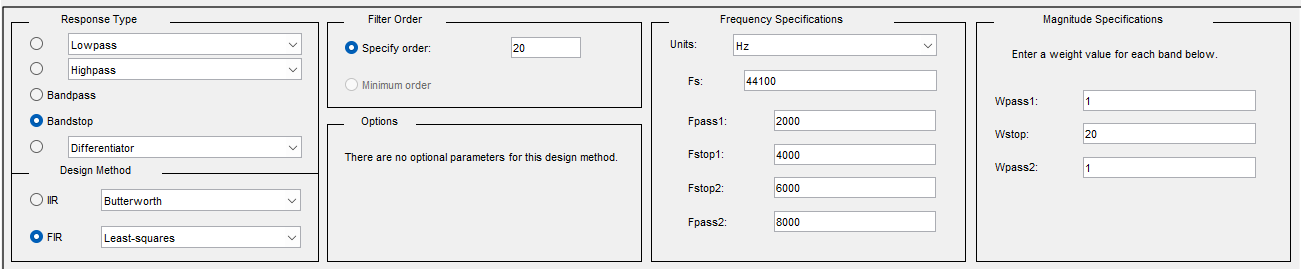 Response Type
Lowpass
Highpass
Bandpass
Bandstop
Differentiator
Design Method
IIR
Butterworth
FIR
Least-squares
Filter Order
Specify order:
20
Minimum order
Options
There are no optional parameters for this design method.
Frequency Specifications
Units:
Hz
Fs:
44100
Fpass1:
2000
Fstop1:
4000
Fstop2:
6000
Fpass2:
8000
Magnitude Specifications
Enter a weight value for each band below.
Wpass1:
1
Wstop:
20
Wpass2:
1